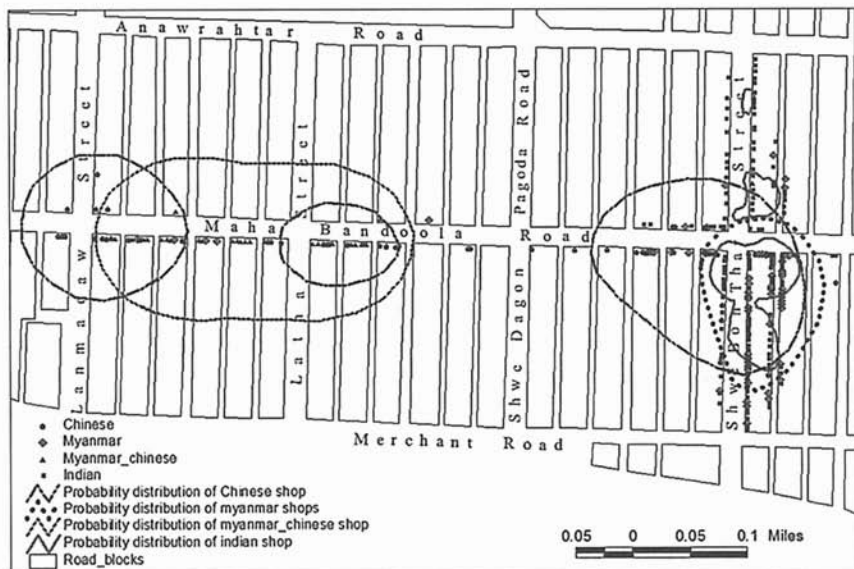 Anawrahtar Road
Lanmadaw Street
Latha Street
Shwe Dagon Pagoda Road
Shwe Bon Tha Street
Maha Bandoola Road
Merchant Road
Chinese
Myanmar
Myanmar_chinese
Indian
Probability distribution of Chinese shop
Probability distribution of myanmar shops
Probability distribution of myanmar_chinese shop
Probability distribution of indian shop
Road_blocks
0.05 0 0.05 0.1 Miles